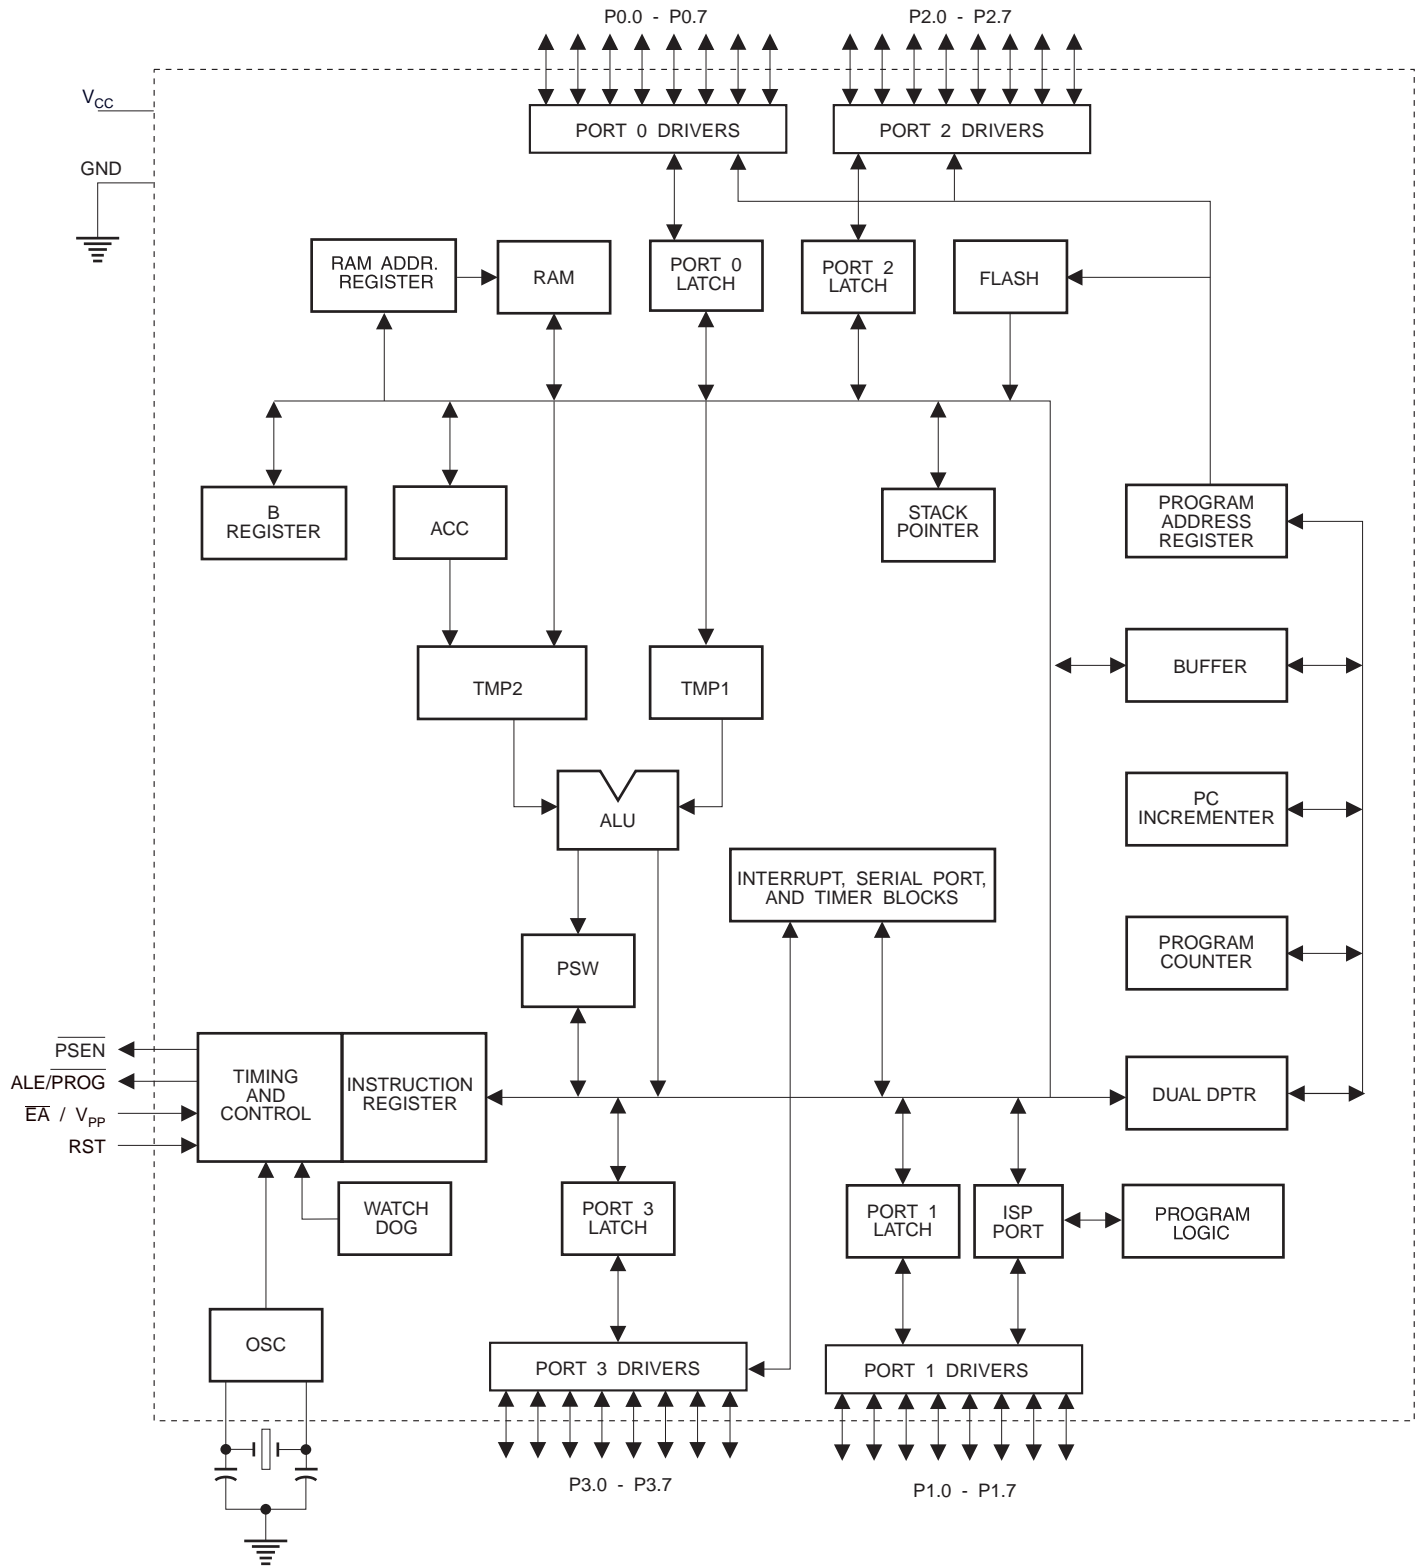 P0.0 - P0.7
P2.0 - P2.7
VCC
PORT 0 DRIVERS
PORT 2 DRIVERS
GND
RAM ADDR.
REGISTER
RAM
PORT 0
LATCH
PORT 2
LATCH
FLASH
B
REGISTER
ACC
STACK
POINTER
PROGRAM
ADDRESS
REGISTER
BUFFER
TMP2
TMP1
ALU
PC
INCREMENTER
INTERRUPT, SERIAL PORT,
AND TIMER BLOCKS
PROGRAM
COUNTER
PSW
PSEN
ALE/PROG
EA / VPP
RST
TIMING
AND
CONTROL
INSTRUCTION
REGISTER
DUAL DPTR
WATCH
DOG
PORT 3
LATCH
PORT 1
LATCH
ISP
PORT
PROGRAM
LOGIC
OSC
PORT 3 DRIVERS
PORT 1 DRIVERS
P3.0 - P3.7
P1.0 - P1.7